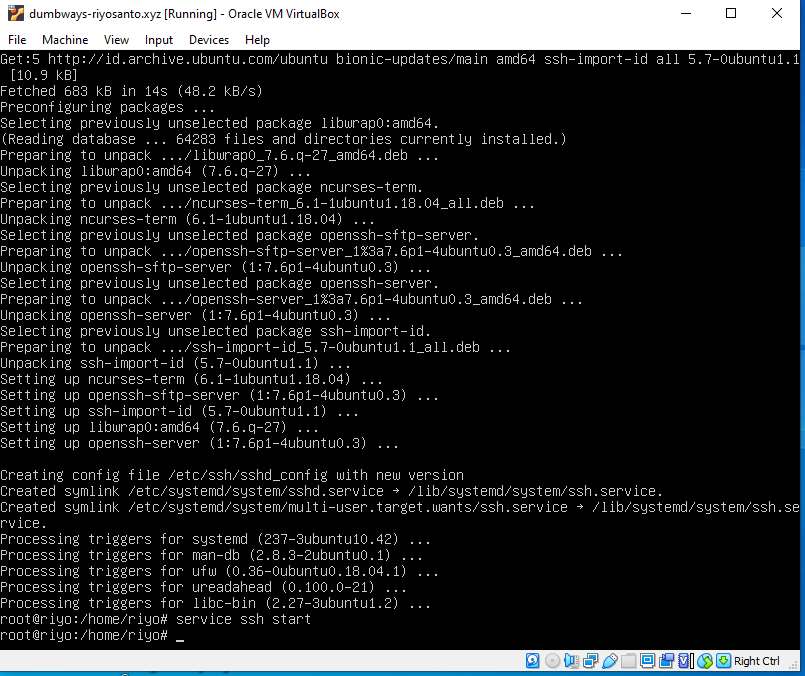 dumbways-riyosanto.xyz [Running] - Oracle VM VirtualBox
File Machine View Input Devices Help
Get:5 http://id.archive.ubuntu.com/ubuntu bionic-updates/main amd64 ssh-import-id all 5.7-0ubuntu1.1
[10.9 kB]
Fetched 683 kB in 14s (48.2 kB/s)
Preconfiguring packages ...
Selecting previously unselected package libwrap0:amd64.
(Reading database ... 64283 files and directories currently installed.)
Preparing to unpack .../libwrap0_7.6.q-27_amd64.deb ...
Unpacking libwrap0:amd64 (7.6.q-27) ...
Selecting previously unselected package ncurses-term.
Preparing to unpack .../ncurses-term_6.1-1ubuntu1.18.04_all.deb ...
Unpacking ncurses-term (6.1-1ubuntu1.18.04) ...
Selecting previously unselected package openssh-sftp-server.
Preparing to unpack .../openssh-sftp-server_1%3a7.6p1-4ubuntu0.3_amd64.deb ...
Unpacking openssh-sftp-server (1:7.6p1-4ubuntu0.3) ...
Selecting previously unselected package openssh-server.
Preparing to unpack .../openssh-server_1%3a7.6p1-4ubuntu0.3_amd64.deb ...
Unpacking openssh-server (1:7.6p1-4ubuntu0.3) ...
Selecting previously unselected package ssh-import-id.
Preparing to unpack .../ssh-import-id_5.7-0ubuntu1.1_all.deb ...
Unpacking ssh-import-id (5.7-0ubuntu1.1) ...
Setting up ncurses-term (6.1-1ubuntu1.18.04) ...
Setting up openssh-sftp-server (1:7.6p1-4ubuntu0.3) ...
Setting up ssh-import-id (5.7-0ubuntu1.1) ...
Setting up libwrap0:amd64 (7.6.q-27) ...
Setting up openssh-server (1:7.6p1-4ubuntu0.3) ...
Creating config file /etc/ssh/sshd_config with new version
Created symlink /etc/systemd/system/sshd.service → /lib/systemd/system/ssh.service.
Created symlink /etc/systemd/system/multi-user.target.wants/ssh.service → /lib/systemd/system/ssh.se
rvice.
Processing triggers for systemd (237-3ubuntu10.42) ...
Processing triggers for man-db (2.8.3-2ubuntu0.1) ...
Processing triggers for ufw (0.36-0ubuntu0.18.04.1) ...
Processing triggers for ureadahead (0.100.0-21) ...
Processing triggers for libc-bin (2.27-3ubuntu1.2) ...
root@riyo:/home/riyo# service ssh start
root@riyo:/home/riyo# _
Right Ctrl